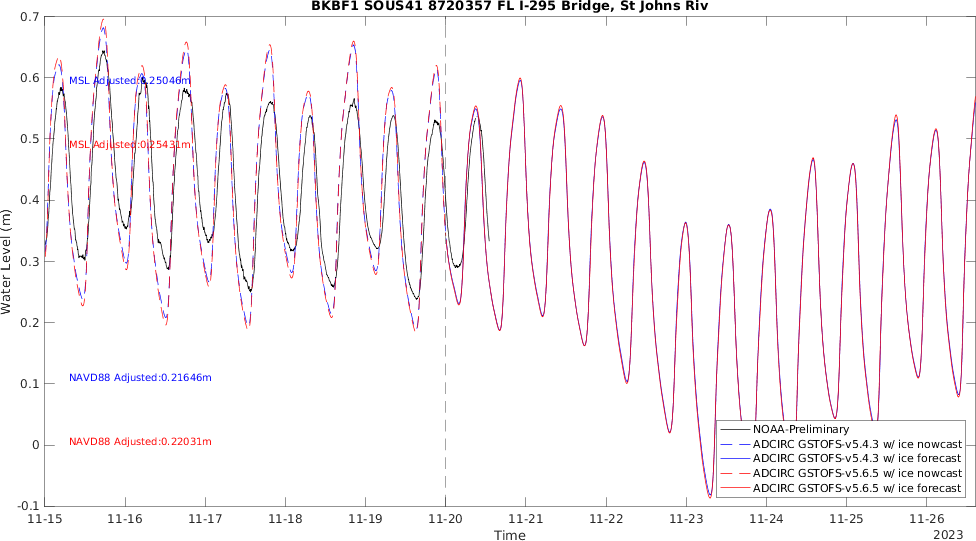 BKBF1 SOUS41 8720357 FL I-295 Bridge, St Johns Riv
0.7
0.6
0.5
0.4
0.3
0.2
0.1
0
-0.1
Water Level (m)
MSL Adjusted:0.25046m
MSL Adjusted:0.25431m
NAVD88 Adjusted:0.21646m
NAVD88 Adjusted:0.22031m
NOAA-Preliminary
ADCIRC GSTOFS-v5.4.3 w/ ice nowcast
ADCIRC GSTOFS-v5.4.3 w/ ice forecast
ADCIRC GSTOFS-v5.6.5 w/ ice nowcast
ADCIRC GSTOFS-v5.6.5 w/ ice forecast
11-15 11-16 11-17 11-18 11-19 11-20 11-21 11-22 11-23 11-24 11-25 11-26
Time
2023